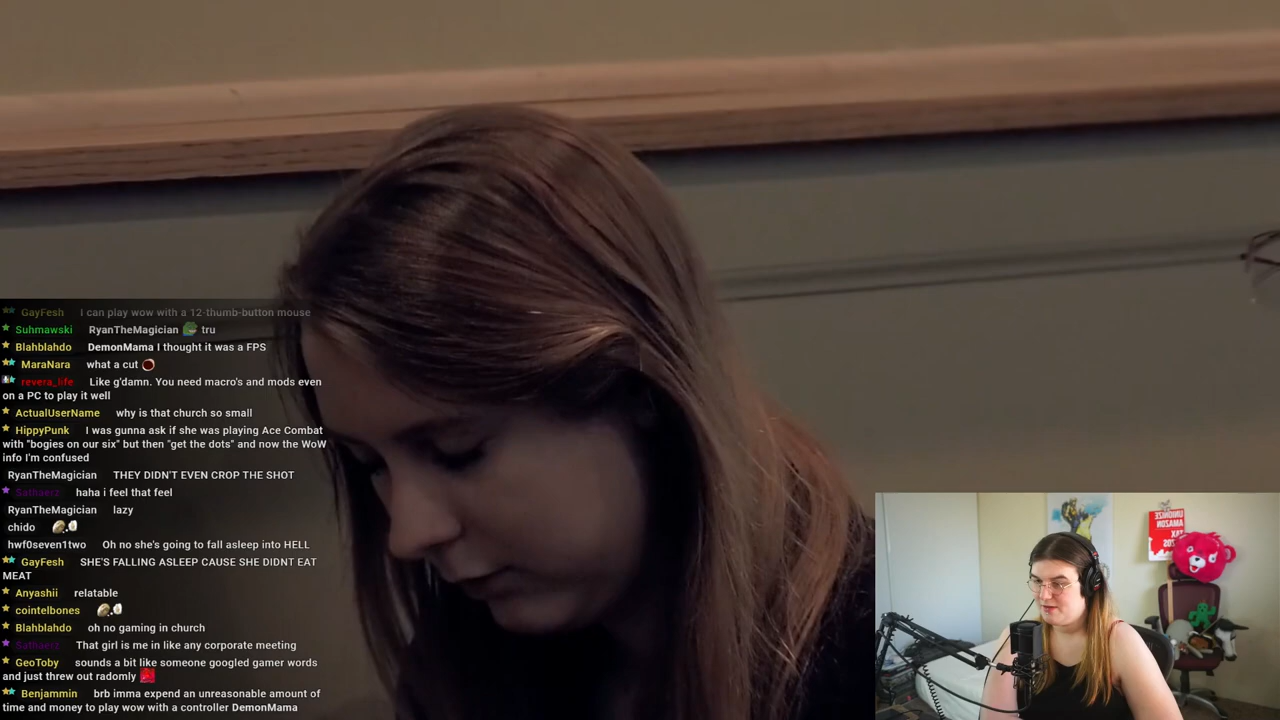 GayFesh I can play wow with a 12-thumb-button mouse
Suhmawski RyanTheMagician tru
Blahblahdo DemonMama I thought it was a FPS
MaraNara what a cut
revera_life Like g'damn. You need macro's and mods even
on a PC to play it well
ActualUserName why is that church so small
HippyPunk I was gunna ask if she was playing Ace Combat
with "bogies on our six" but then "get the dots" and now the WoW
info I'm confused
RyanTheMagician THEY DIDN'T EVEN CROP THE SHOT
Sathaerz haha i feel that feel
RyanTheMagician lazy
chido
hwf0seven1two Oh no she's going to fall asleep into HELL
GayFesh SHE'S FALLING ASLEEP CAUSE SHE DIDNT EAT
MEAT
Anyashii relatable
cointelbones
Blahblahdo oh no gaming in church
Sathaerz That girl is me in like any corporate meeting
GeoToby sounds a bit like someone googled gamer words
and just threw out radomly
Benjammin brb imma expend an unreasonable amount of
time and money to play wow with a controller DemonMama
UNIONIZE
AMAZON
TAX